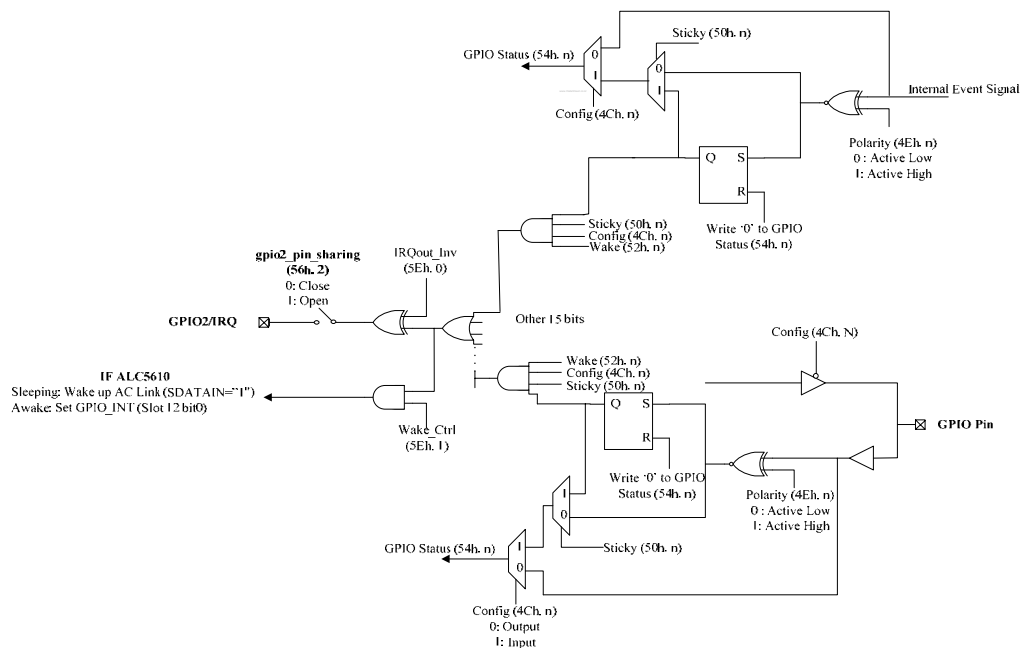 Sticky (50h. n)
GPIO Status (54h. n)
0
1
0
1
Internal Event Signal
Config (4Ch. n)
Polarity (4Eh. n)
0 : Active Low
1: Active High
Q
S
R
Write ‘0’ to GPIO
Status (54h. n)
Sticky (50h. n)
Config (4Ch. n)
Wake (52h. n)
gpio2_pin_sharing
(56h. 2)
0: Close
1: Open
IRQout_Inv
(5Eh. 0)
GPIO2/IRQ
Other 15 bits
Config (4Ch. N)
IF ALC5610
Sleeping: Wake up AC Link (SDATAIN="1")
Awake: Set GPIO_INT (Slot 12 bit0)
Wake_Ctrl
(5Eh. 1)
Wake (52h. n)
Config (4Ch. n)
Sticky (50h. n)
Q
S
R
GPIO Pin
Write ‘0’ to GPIO
Status (54h. n)
Polarity (4Eh. n)
0 : Active Low
1 : Active High
1
0
Sticky (50h. n)
GPIO Status (54h. n)
1
0
Config (4Ch. n)
0: Output
1: Input